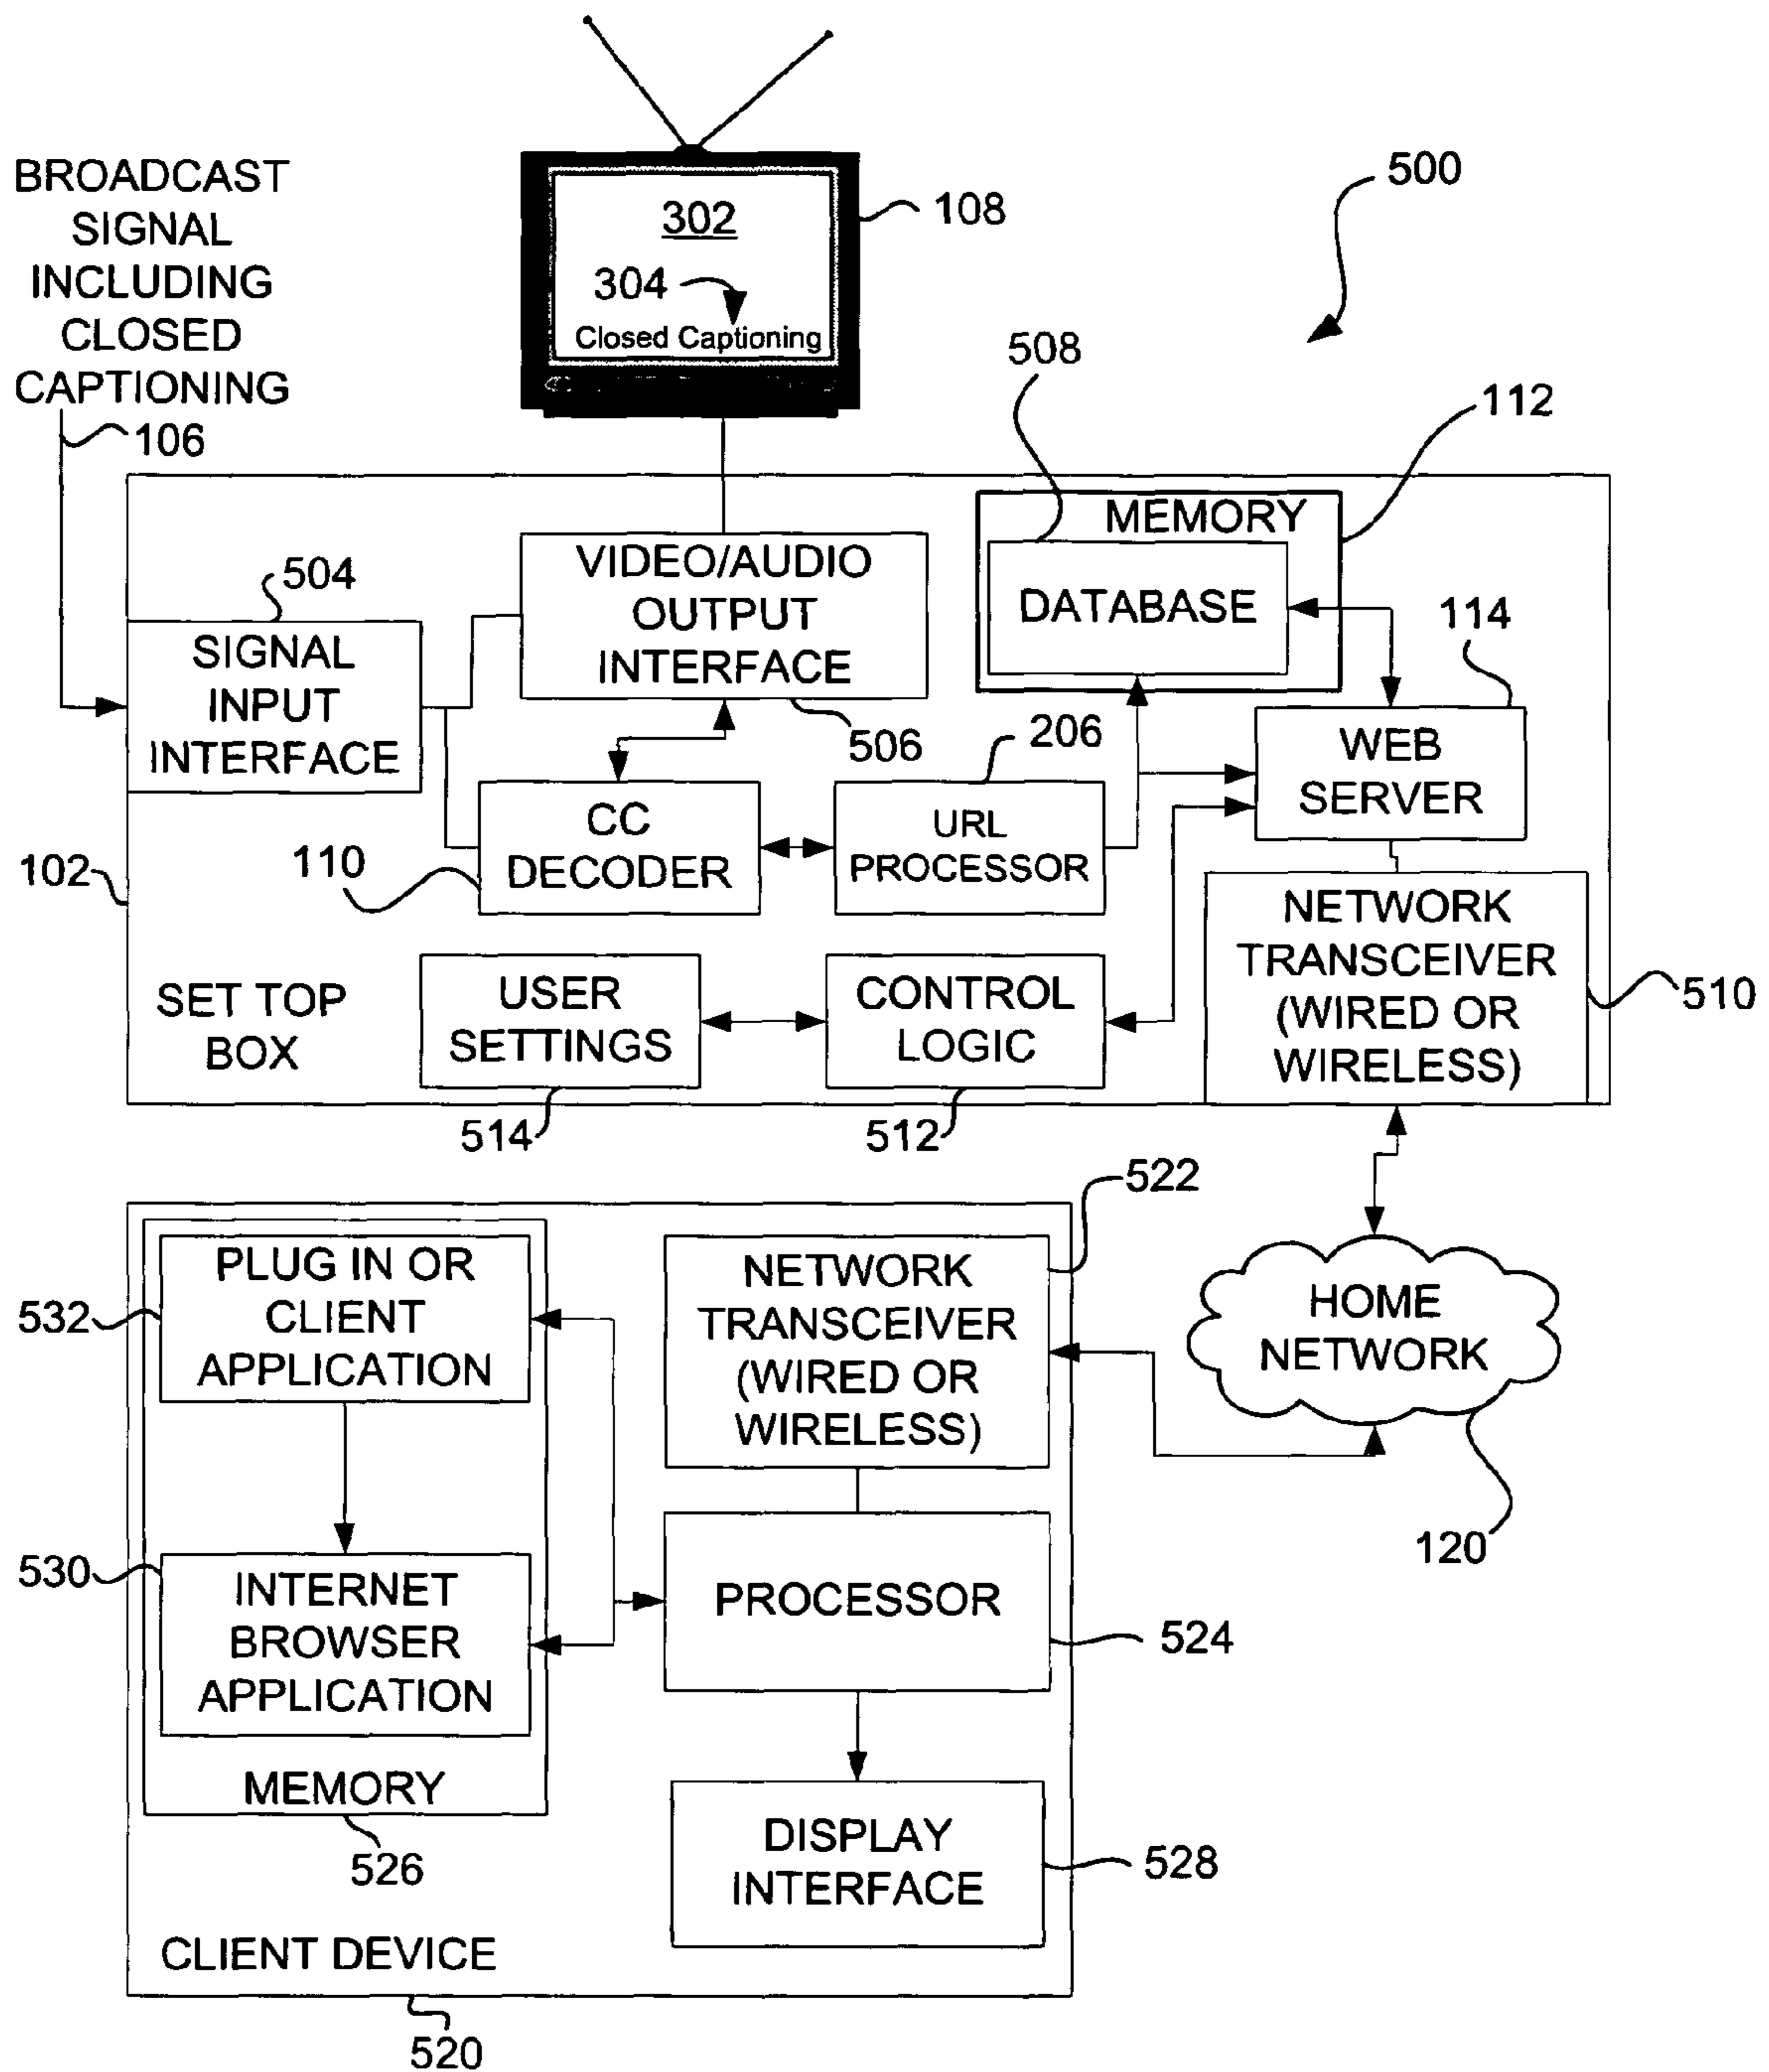 BROADCAST
SIGNAL
INCLUDING
CLOSED
CAPTIONING
106
302
304
Closed Captioning
108
500
508
112
MEMORY
DATABASE
504
SIGNAL
INPUT
INTERFACE
VIDEO/AUDIO
OUTPUT
INTERFACE
506
206
114
WEB
SERVER
CC
DECODER
110
URL
PROCESSOR
102
NETWORK
TRANSCEIVER
(WIRED OR
WIRELESS)
510
SET TOP
BOX
USER
SETTINGS
514
CONTROL
LOGIC
512
522
PLUG IN OR
CLIENT
APPLICATION
532
NETWORK
TRANSCEIVER
(WIRED OR
WIRELESS)
HOME
NETWORK
120
530
INTERNET
BROWSER
APPLICATION
PROCESSOR
524
MEMORY
526
DISPLAY
INTERFACE
528
CLIENT DEVICE
520